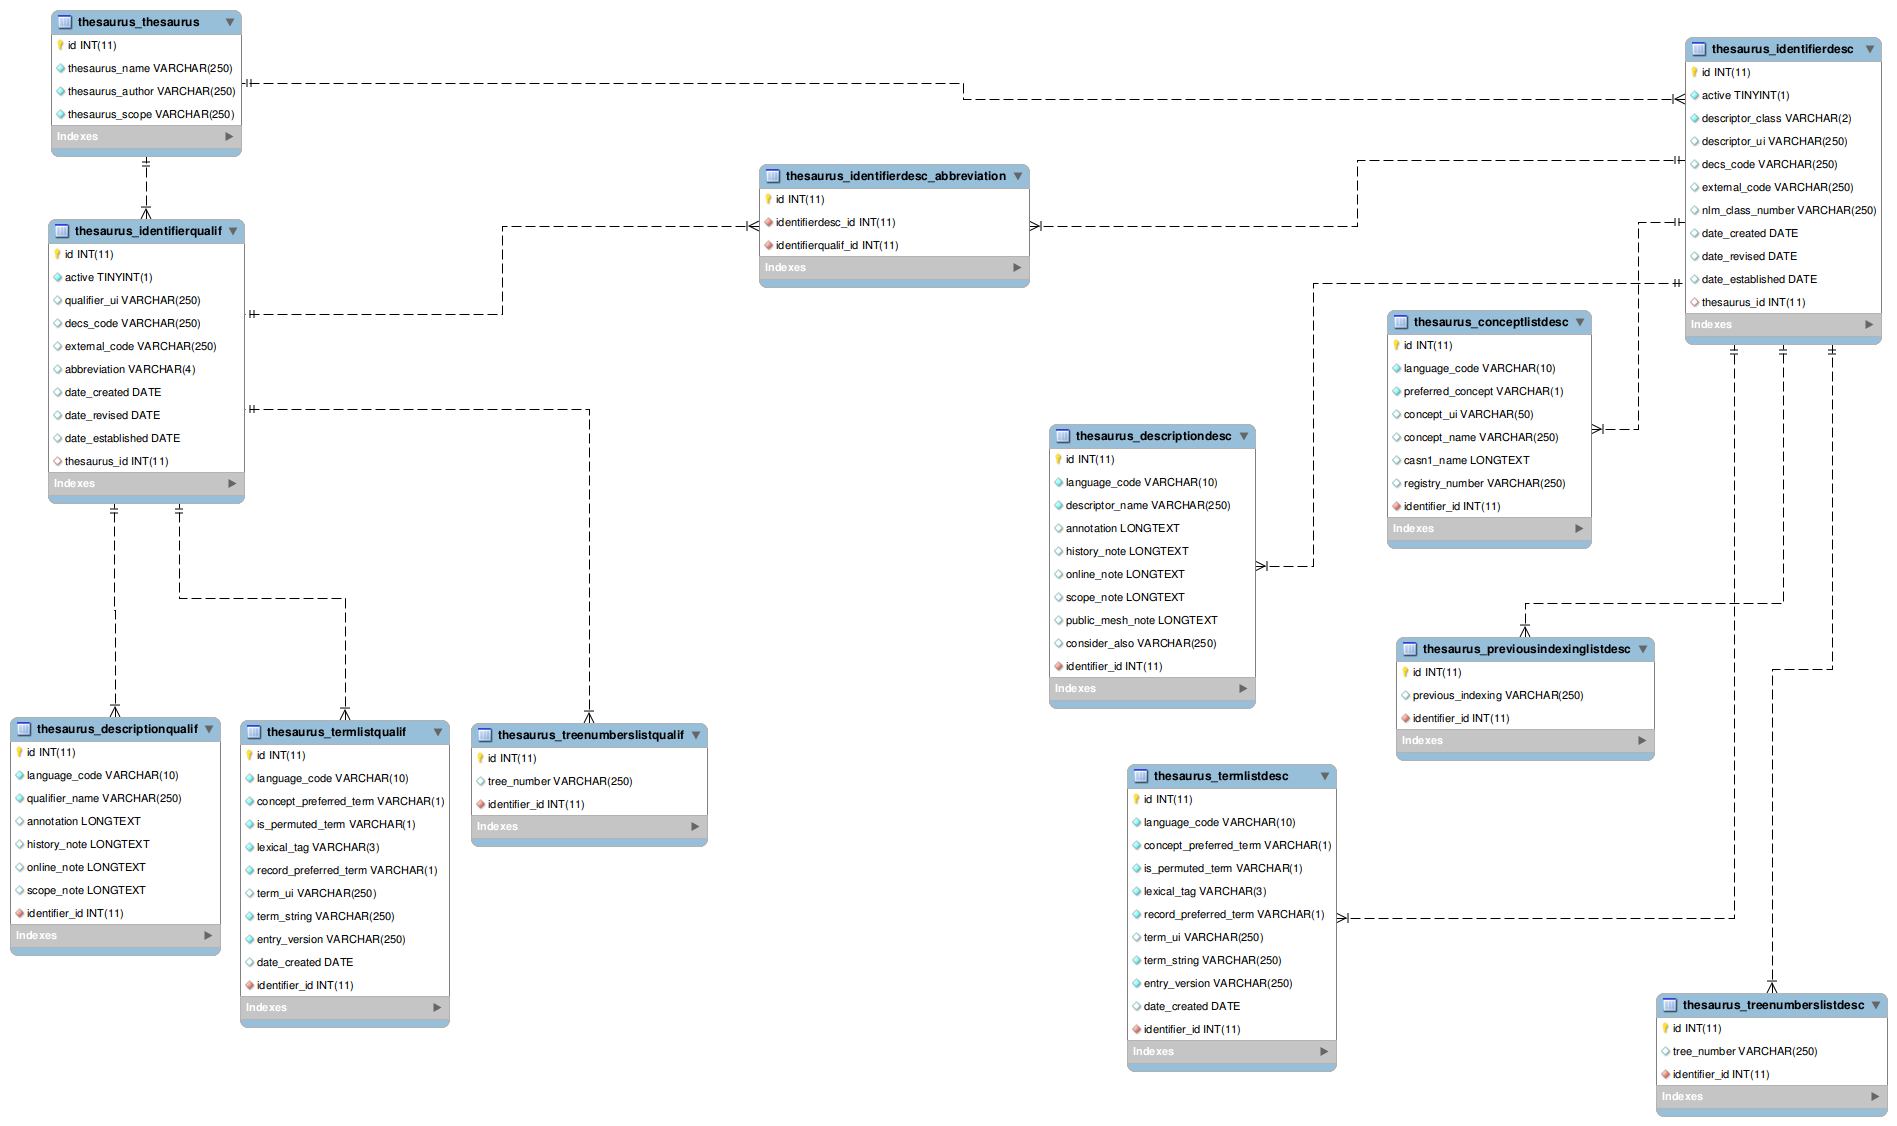 thesaurus_thesaurus
id INT(11)
thesaurus_name VARCHAR(250)
thesaurus_author VARCHAR(250)
thesaurus_scope VARCHAR(250)
Indexes
thesaurus_identifierdesc
id INT(11)
active TINYINT(1)
descriptor_class VARCHAR(2)
descriptor_ui VARCHAR(250)
decs_code VARCHAR(250)
external_code VARCHAR(250)
nlm_class_number VARCHAR(250)
date_created DATE
date_revised DATE
date_established DATE
thesaurus_id INT(11)
Indexes
thesaurus_identifierdesc_abbreviation
id INT(11)
identifierdesc_id INT(11)
identifierqualif_id INT(11)
Indexes
thesaurus_identifierqualif
id INT(11)
active TINYINT(1)
qualifier_ui VARCHAR(250)
decs_code VARCHAR(250)
external_code VARCHAR(250)
abbreviation VARCHAR(4)
date_created DATE
date_revised DATE
date_established DATE
thesaurus_id INT(11)
Indexes
thesaurus_conceptlistdesc
id INT(11)
language_code VARCHAR(10)
preferred_concept VARCHAR(1)
concept_ui VARCHAR(50)
concept_name VARCHAR(250)
casn1_name LONGTEXT
registry_number VARCHAR(250)
identifier_id INT(11)
Indexes
thesaurus_descriptiondesc
id INT(11)
language_code VARCHAR(10)
descriptor_name VARCHAR(250)
annotation LONGTEXT
history_note LONGTEXT
online_note LONGTEXT
scope_note LONGTEXT
public_mesh_note LONGTEXT
consider_also VARCHAR(250)
identifier_id INT(11)
Indexes
thesaurus_previousindexinglistdesc
id INT(11)
previous_indexing VARCHAR(250)
identifier_id INT(11)
Indexes
thesaurus_descriptionqualif
id INT(11)
language_code VARCHAR(10)
qualifier_name VARCHAR(250)
annotation LONGTEXT
history_note LONGTEXT
online_note LONGTEXT
scope_note LONGTEXT
identifier_id INT(11)
Indexes
thesaurus_termlistqualif
id INT(11)
language_code VARCHAR(10)
concept_preferred_term VARCHAR(1)
is_permuted_term VARCHAR(1)
lexical_tag VARCHAR(3)
record_preferred_term VARCHAR(1)
term_ui VARCHAR(250)
term_string VARCHAR(250)
entry_version VARCHAR(250)
date_created DATE
identifier_id INT(11)
Indexes
thesaurus_treenumberslistqualif
id INT(11)
tree_number VARCHAR(250)
identifier_id INT(11)
Indexes
thesaurus_termlistdesc
id INT(11)
language_code VARCHAR(10)
concept_preferred_term VARCHAR(1)
is_permuted_term VARCHAR(1)
lexical_tag VARCHAR(3)
record_preferred_term VARCHAR(1)
term_ui VARCHAR(250)
term_string VARCHAR(250)
entry_version VARCHAR(250)
date_created DATE
identifier_id INT(11)
Indexes
thesaurus_treenumberslistdesc
id INT(11)
tree_number VARCHAR(250)
identifier_id INT(11)
Indexes